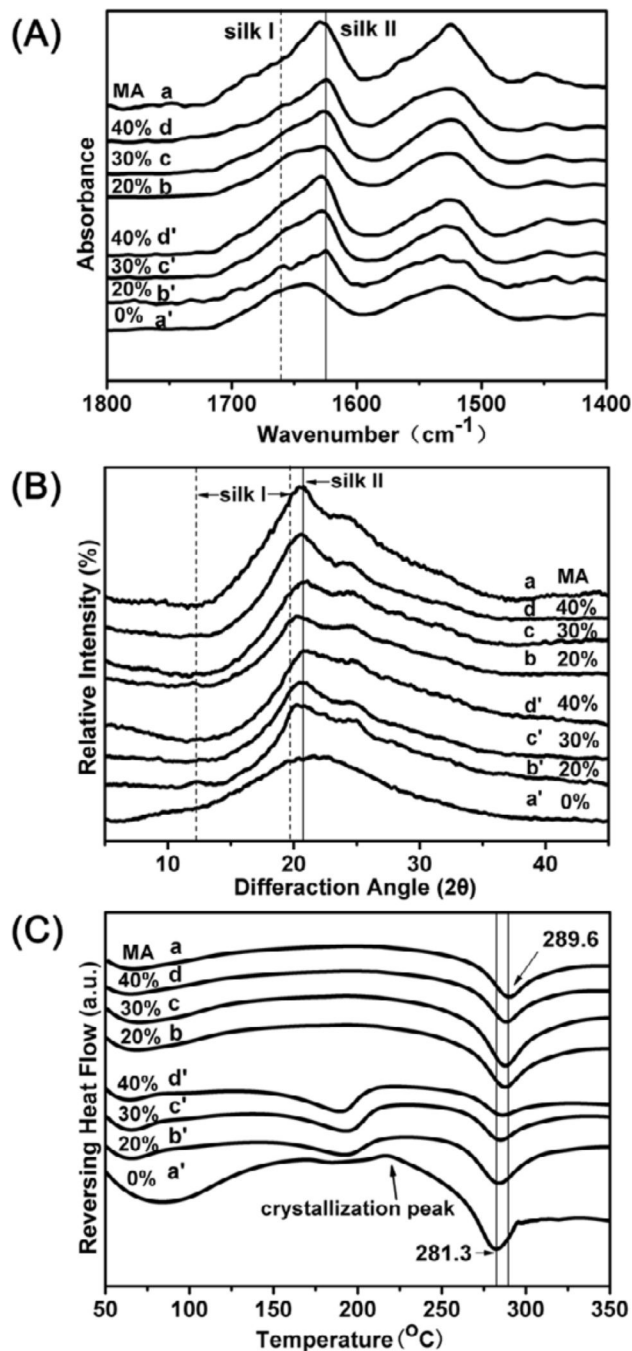 (A)
silk I
silk II
MA a
40% d
30% c
20% b
40% d'
30% c'
20% b'
0% a'
Absorbance
1800 1700 1600 1500 1400
Wavenumber (cm-1)
(B)
silk I
silk II
a MA
d 40%
c 30%
b 20%
d' 40%
c' 30%
b' 20%
a' 0%
Relative Intensity (%)
10 20 30 40
Differaction Angle (2θ)
(C)
MA a
40% d
30% c
20% b
40% d'
30% c'
20% b'
0% a'
289.6
crystallization peak
281.3
Reversing Heat Flow (a.u.)
50 100 150 200 250 300 350
Temperature (°C)